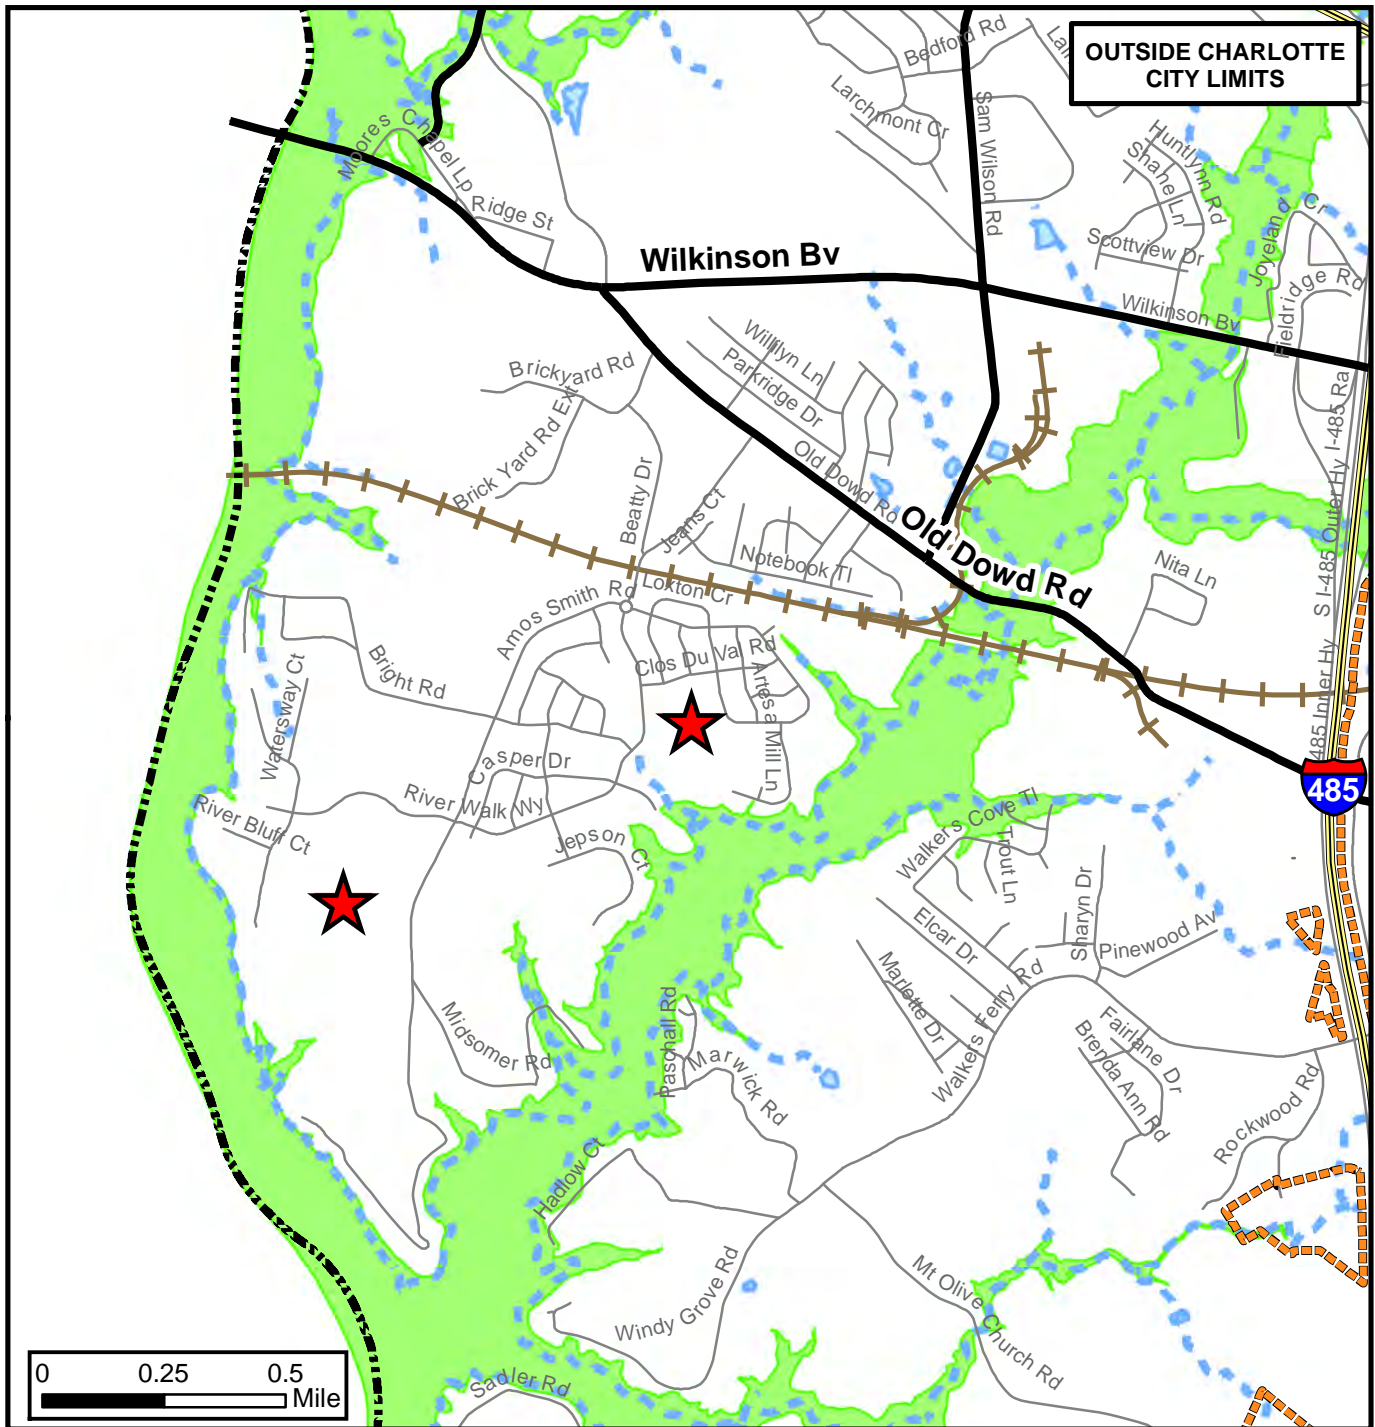 OUTSIDE CHARLOTTE
CITY LIMITS
Bedford Rd
Larchmont Cr
Sam Wilson Rd
Huntlynn Rd
Shane Ln
Scottview Dr
Joyeland Cr
Fieldridge Rd
Moores Chapel Lp
Ridge St
Wilkinson Bv
Wilkinson Bv
Willilyn Ln
Parkridge Dr
Brickyard Rd
Brick Yard Rd Ext
Beatty Dr
Jeans Ct
Old Dowd Rd
Old Dowd Rd
Notebook Tl
Nita Ln
S I-485 Outer Hy I-485 Ra
485 Inner Hy
Loxton Cr
Amos Smith Rd
Clos Du Val Rd
Artesa Mill Ln
Bright Rd
Watersway Ct
Casper Dr
River Walk Wy
River Bluff Ct
Jepson Ct
485
Walkers Cove Tl
Trout Ln
Sharyn Dr
Elcar Dr
Pinewood Av
Marlette Dr
Walkers Ferry Rd
Fairlane Dr
Brenda Ann Rd
Rockwood Rd
Midsomer Rd
Paschall Rd
Marwick Rd
Hadlow Ct
Windy Grove Rd
Mt Olive Church Rd
Sadler Rd
0 0.25 0.5
Mile